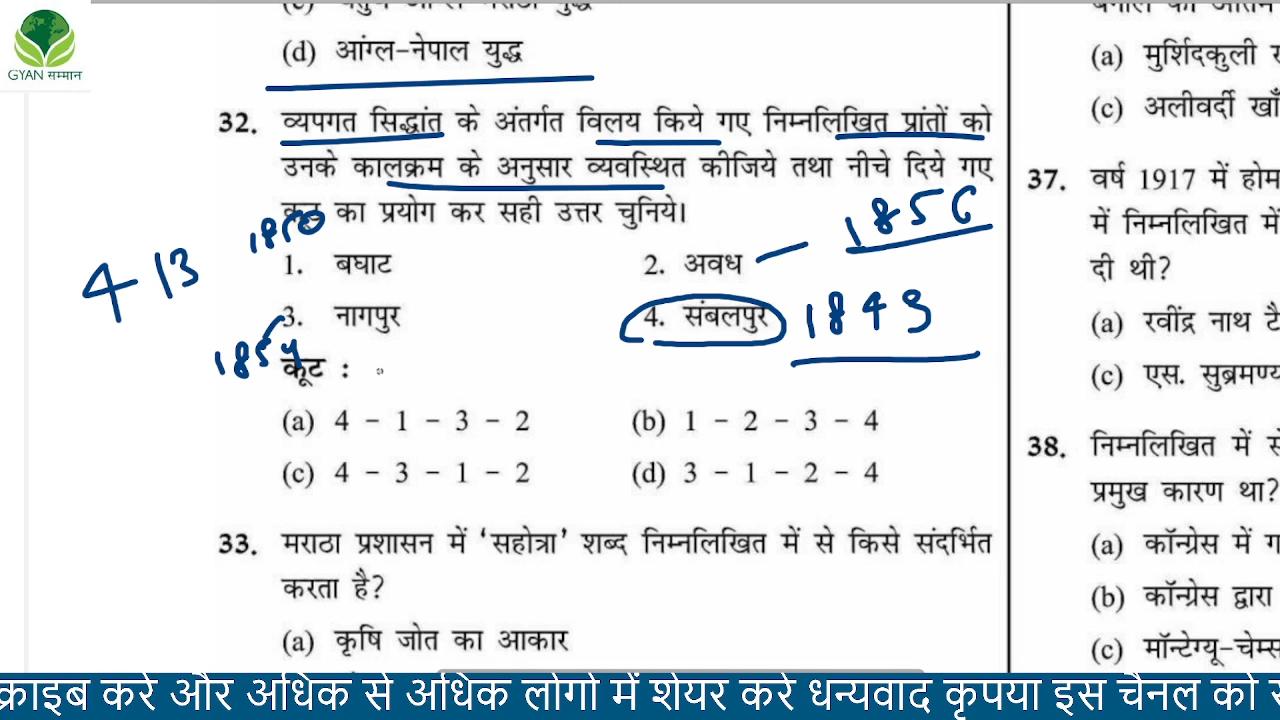 GYAN सम्मान
(d) आंग्ल-नेपाल युद्ध
32. व्यपगत सिद्धांत के अंतर्गत विलय किये गए निम्नलिखित प्रांतों को
उनके कालक्रम के अनुसार व्यवस्थित कीजिये तथा नीचे दिये गए
कूट का प्रयोग कर सही उत्तर चुनिये।
1850
1856
413
1. बघाट
2. अवध
3. नागपुर
4. संबलपुर
1849
1854
कूट :
(a) 4 - 1 - 3 - 2
(b) 1 - 2 - 3 - 4
(c) 4 - 3 - 1 - 2
(d) 3 - 1 - 2 - 4
33. मराठा प्रशासन में ‘सहोत्रा’ शब्द निम्नलिखित में से किसे संदर्भित
करता है?
(a) कृषि जोत का आकार
(a) मुर्शिदकुली
(c) अलीवर्दी खाँ
37. वर्ष 1917 में होम
में निम्नलिखित में
दी थी?
(a) रवींद्र नाथ टै
(c) एस. सुब्रमण्य
38. निम्नलिखित में से
प्रमुख कारण था?
(a) कॉन्ग्रेस में
(b) कॉन्ग्रेस द्वारा
(c) मॉन्टेग्यू-चेम्स
क्राइब करे और अधिक से अधिक लोगो में शेयर करे धन्यवाद कृपया इस चैनल को